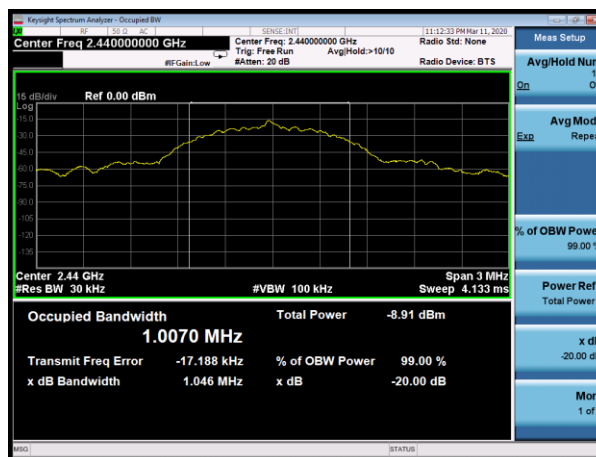 Keysight Spectrum Analyzer - Occupied BW
RF 50 Ω AC SENSE:INT 11:12:33 PM Mar 11, 2020
Center Freq 2.440000000 GHz
Center Freq: 2.440000000 GHz Radio Std: None
Trig: Free Run Avg|Hold:>10/10
#IFGain:Low #Atten: 20 dB Radio Device: BTS
15 dB/div Ref 0.00 dBm
Log
-15.0
-30.0
-45.0
-60.0
-75.0
-90.0
-105
-120
-135
Center 2.44 GHz Span 3 MHz
#Res BW 30 kHz #VBW 100 kHz Sweep 4.133 ms
Occupied Bandwidth Total Power -8.91 dBm
1.0070 MHz
Transmit Freq Error -17.188 kHz % of OBW Power 99.00 %
x dB Bandwidth 1.046 MHz x dB -20.00 dB
MSG STATUS
Meas Setup
Avg/Hold Num
On
Avg Mode
Exp Repea
% of OBW Powe
99.00 %
Power Ref
Total Power
x dB
-20.00 dB
Mor
1 of